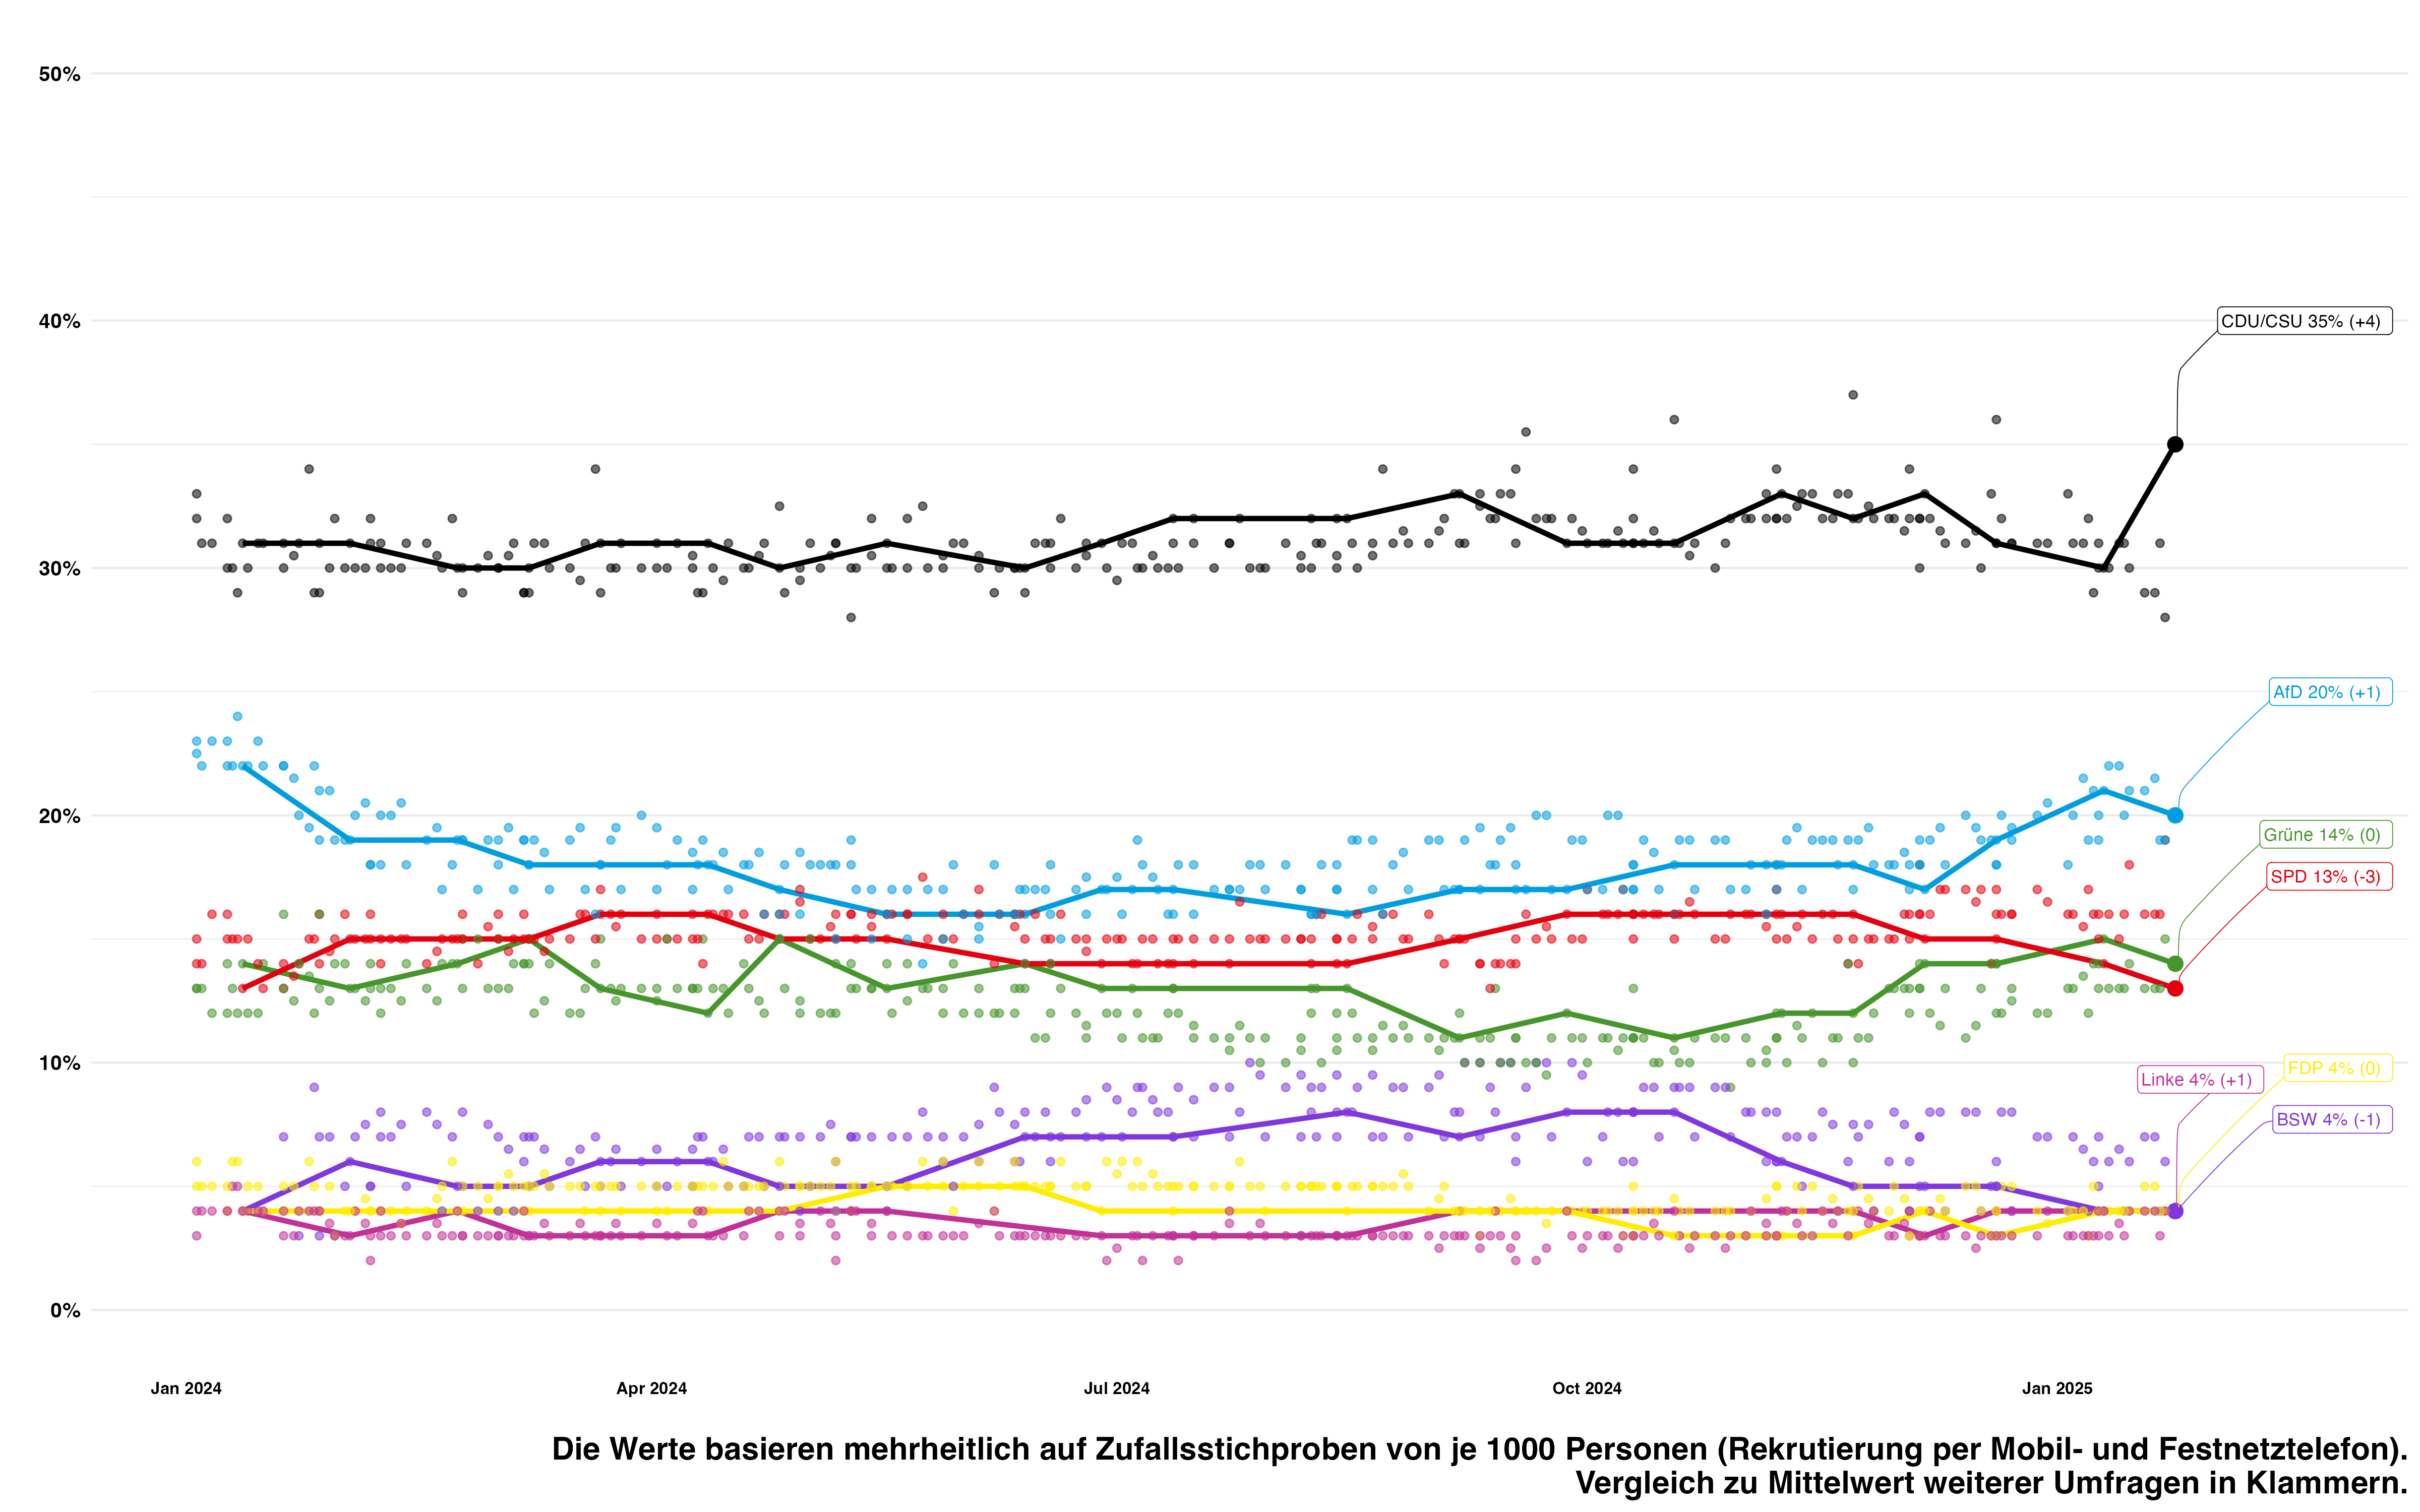 50%
40%
30%
20%
10%
0%
CDU/CSU 35% (+4)
AfD 20% (+1)
Grüne 14% (0)
SPD 13% (-3)
FDP 4% (0)
Linke 4% (+1)
BSW 4% (-1)
Jan 2024
Apr 2024
Jul 2024
Oct 2024
Jan 2025
Die Werte basieren mehrheitlich auf Zufallsstichproben von je 1000 Personen (Rekrutierung per Mobil- und Festnetztelefon).
Vergleich zu Mittelwert weiterer Umfragen in Klammern.